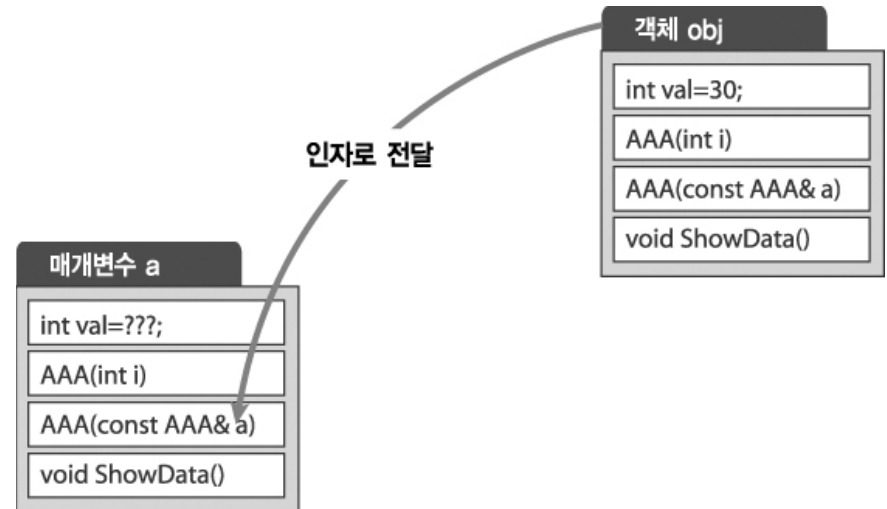 객체 obj
int val=30;
AAA(int i)
AAA(const AAA& a)
void ShowData()
인자로 전달
매개변수 a
int val=???;
AAA(int i)
AAA(const AAA& a)
void ShowData()